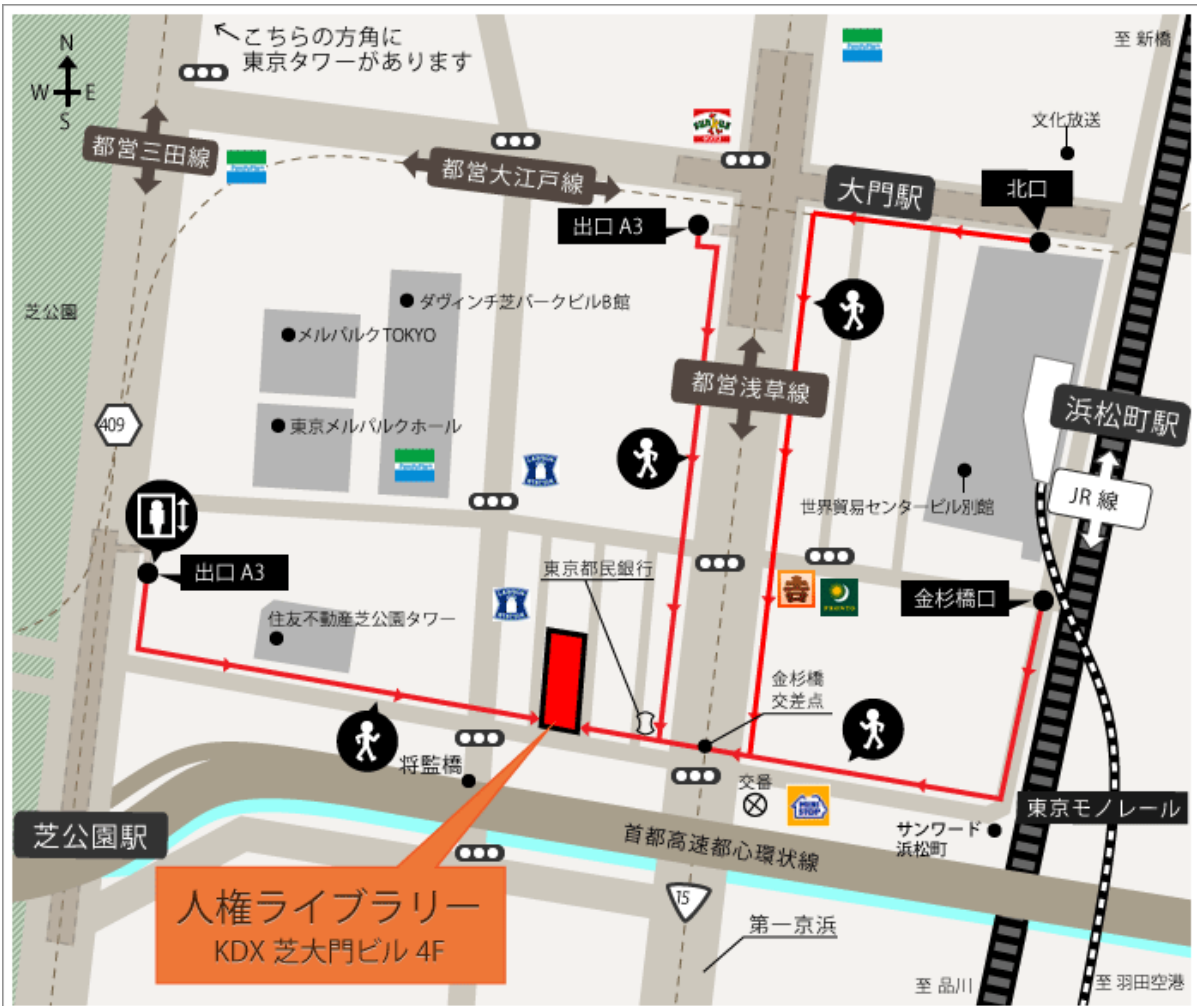 こちらの方角に
東京タワーがあります
至 新橋
N
W E
S
文化放送
都営三田線
都営大江戸線
大門駅
北口
出口 A3
芝公園
ダヴィンチ芝パークビルB館
メルパルクTOKYO
都営浅草線
浜松町駅
409
東京メルパルクホール
FamilyMart
世界貿易センタービル別館
JR 線
出口 A3
東京都民銀行
吉
PRONTO
金杉橋口
住友不動産芝公園タワー
金杉橋
交差点
将監橋
交番
MINI
STOP
東京モノレール
芝公園駅
首都高速都心環状線
サンワード
浜松町
人権ライブラリー
KDX 芝大門ビル 4F
15
第一京浜
至 品川
至 羽田空港